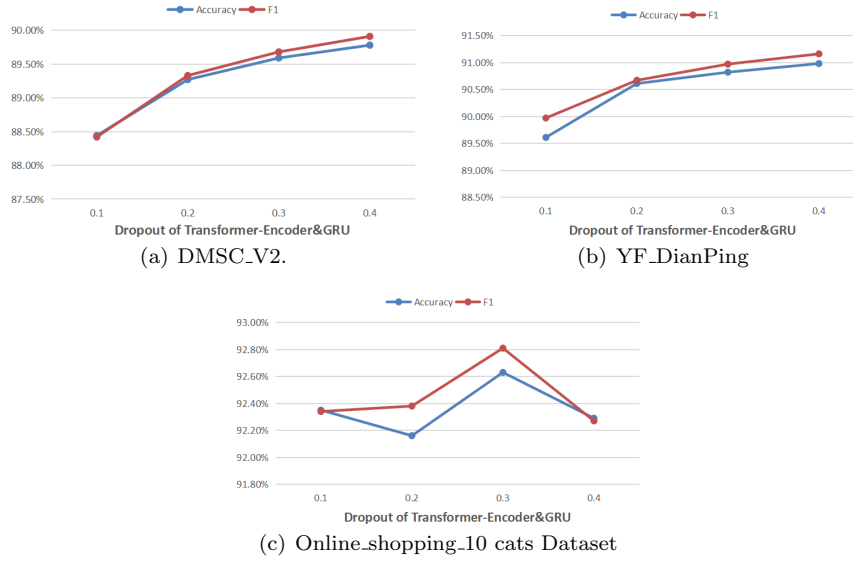 Accuracy F1
90.00%
89.50%
89.00%
88.50%
88.00%
87.50%
0.1 0.2 0.3 0.4
Dropout of Transformer-Encoder&GRU
(a) DMSC_V2.
Accuracy F1
91.50%
91.00%
90.50%
90.00%
89.50%
89.00%
88.50%
0.1 0.2 0.3 0.4
Dropout of Transformer-Encoder&GRU
(b) YF_DianPing
Accuracy F1
93.00%
92.80%
92.60%
92.40%
92.20%
92.00%
91.80%
0.1 0.2 0.3 0.4
Dropout of Transformer-Encoder&GRU
(c) Online_shopping_10 cats Dataset